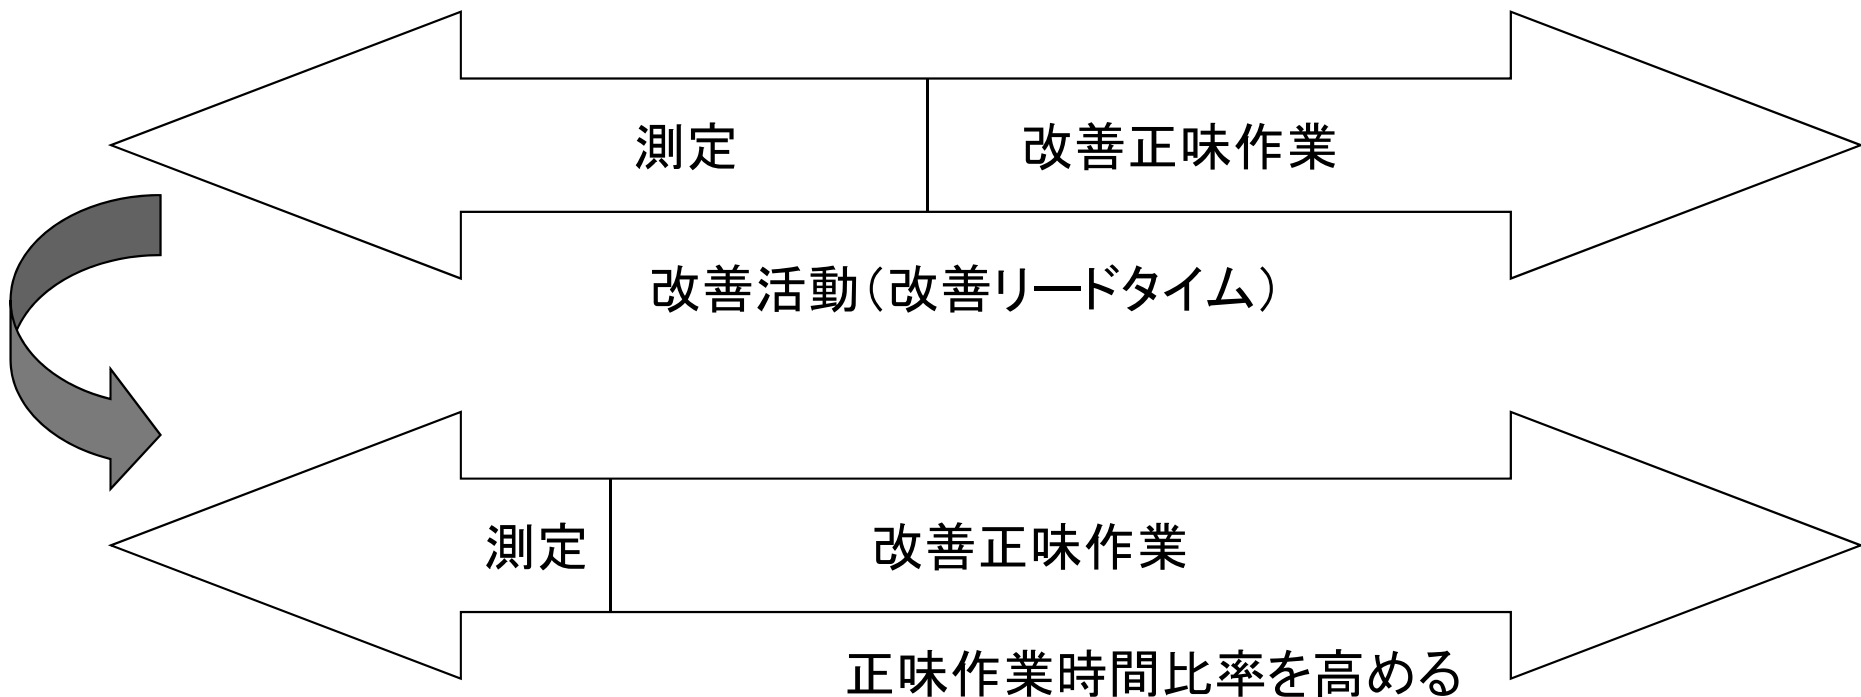 測定
改善正味作業
改善活動（改善リードタイム）
測定
改善正味作業
正味作業時間比率を高める